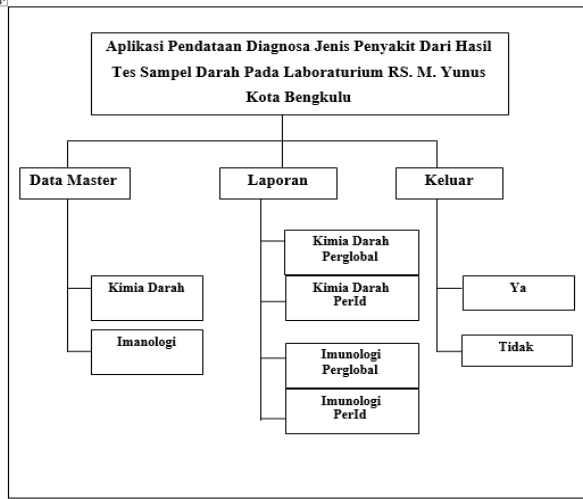 Aplikasi Pendataan Diagnosa Jenis Penyakit Dari Hasil
Tes Sampel Darah Pada Laboraturium RS. M. Yunus
Kota Bengkulu
Data Master
Laporan
Keluar
Kimia Darah
Imanologi
Kimia Darah
Perglobal
Kimia Darah
PerId
Imunologi
Perglobal
Imunologi
PerId
Ya
Tidak